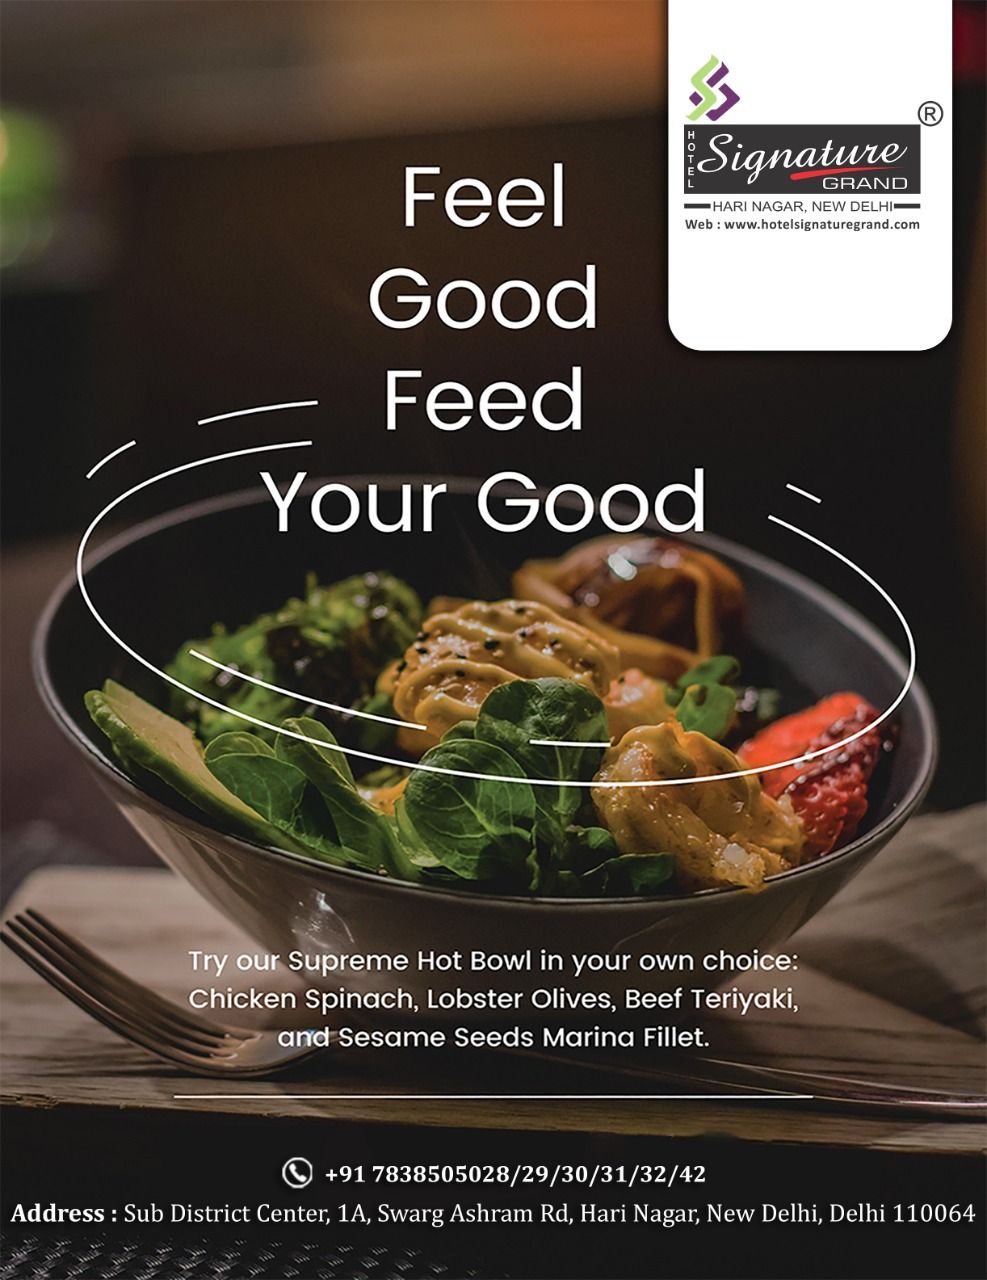 HOTEL
Signature
GRAND
®
HARI NAGAR, NEW DELHI
Web : www.hotelsignaturegrand.com
Feel
Good
Feed
Your Good
Try our Supreme Hot Bowl in your own choice:
Chicken Spinach, Lobster Olives, Beef Teriyaki,
and Sesame Seeds Marina Fillet.
+91 7838505028/29/30/31/32/42
Address : Sub District Center, 1A, Swarg Ashram Rd, Hari Nagar, New Delhi, Delhi 110064